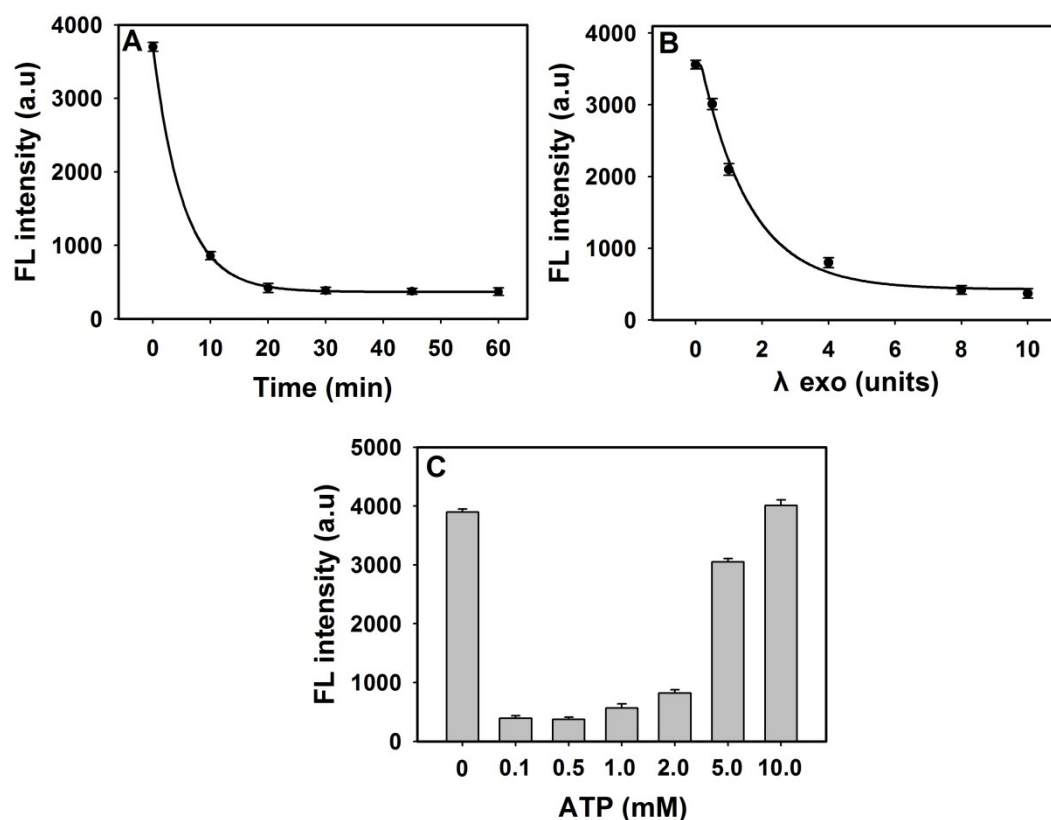 A
FL intensity (a.u)
4000
3000
2000
1000
0
0 10 20 30 40 50 60
Time (min)
B
FL intensity (a.u)
4000
3000
2000
1000
0
0 2 4 6 8 10
λ exo (units)
C
FL intensity (a.u)
5000
4000
3000
2000
1000
0
0 0.1 0.5 1.0 2.0 5.0 10.0
ATP (mM)